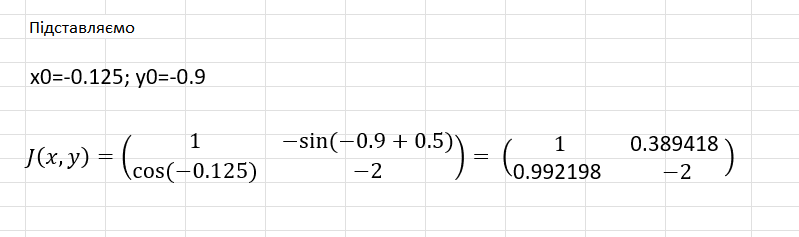 Підставляємо
x0=-0.125; y0=-0.9
J(x, y) = ( 1 −sin(−0.9 + 0.5) ) = ( 1 0.389418 )
cos(−0.125) −2 0.992198 −2